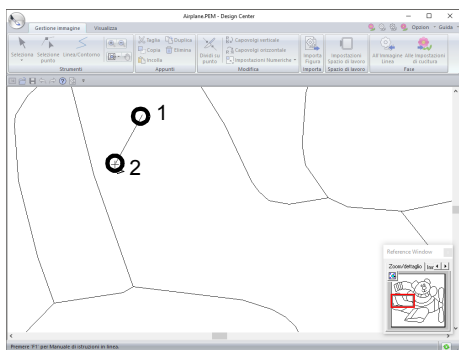 Airplane.PEM - Design Center
Gestione immagine Visualizza Opzioni Guida
Seleziona Selezione punto Linea/Contorno
Taglia Duplica
Copia Elimina
Incolla
Dividi su punto
Capovolgi verticale
Capovolgi orizzontale
Impostazioni Numeriche
Importa Figura
Impostazioni Spazio di lavoro
All'immagine Linea
Alle impostazioni di cucitura
Strumenti Appunti Modifica Importa Spazio di lavoro Fase
1
2
Reference Window
Zoom/dettaglio
Premere 'F1' per Manuale di istruzioni in linea.